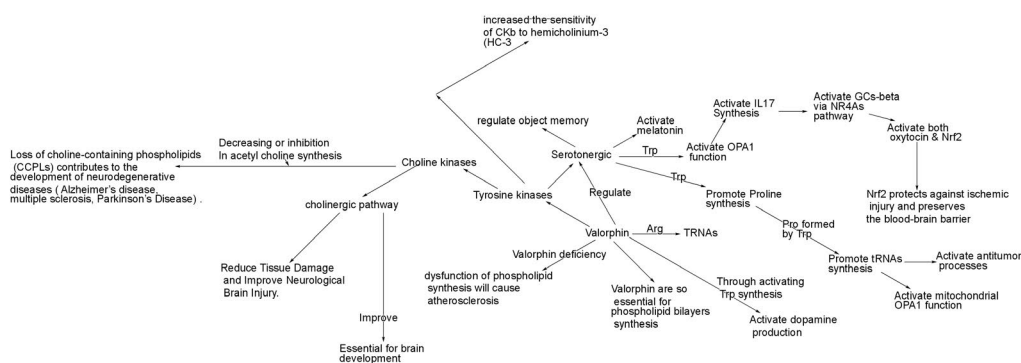 increased the sensitivity
of CKb to hemicholinium-3
(HC-3
regulate object memory
Activate
melatonin
Activate IL17
Synthesis
Activate GCs-beta
via NR4As
pathway
Activate both
oxytocin & Nrf2
Nrf2 protects against ischemic
injury and preserves
the blood-brain barrier
Serotonergic
Trp
Activate OPA1
function
Trp
Promote Proline
synthesis
Pro formed
by Trp
Promote tRNAs
synthesis
Activate antitumor
processes
Activate mitochondrial
OPA1 function
Decreasing or inhibition
In acetyl choline synthesis
Loss of choline-containing phospholipids
(CCPLs) contributes to the
development of neurodegenerative
diseases ( Alzheimer's disease,
multiple sclerosis, Parkinson's Disease) .
Choline kinases
cholinergic pathway
Tyrosine kinases
Regulate
Valorphin
Arg
TRNAs
Valorphin deficiency
dysfunction of phospholipid
synthesis will cause
atherosclerosis
Valorphin are so
essential for
phospholipid bilayers
synthesis
Through activating
Trp synthesis
Activate dopamine
production
Reduce Tissue Damage
and Improve Neurological
Brain Injury.
Improve
Essential for brain
development